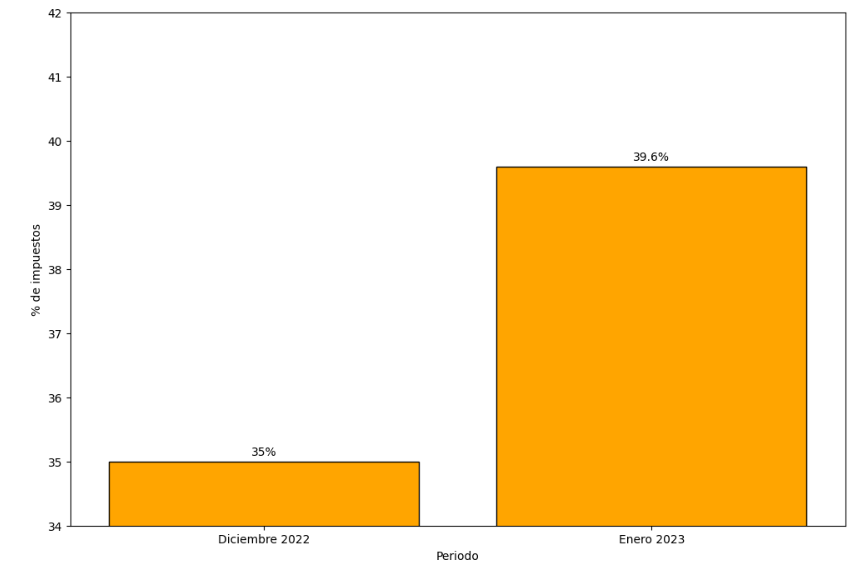 42
41
40
39
38
37
36
35
34
% de impuestos
39.6%
35%
Diciembre 2022
Enero 2023
Periodo